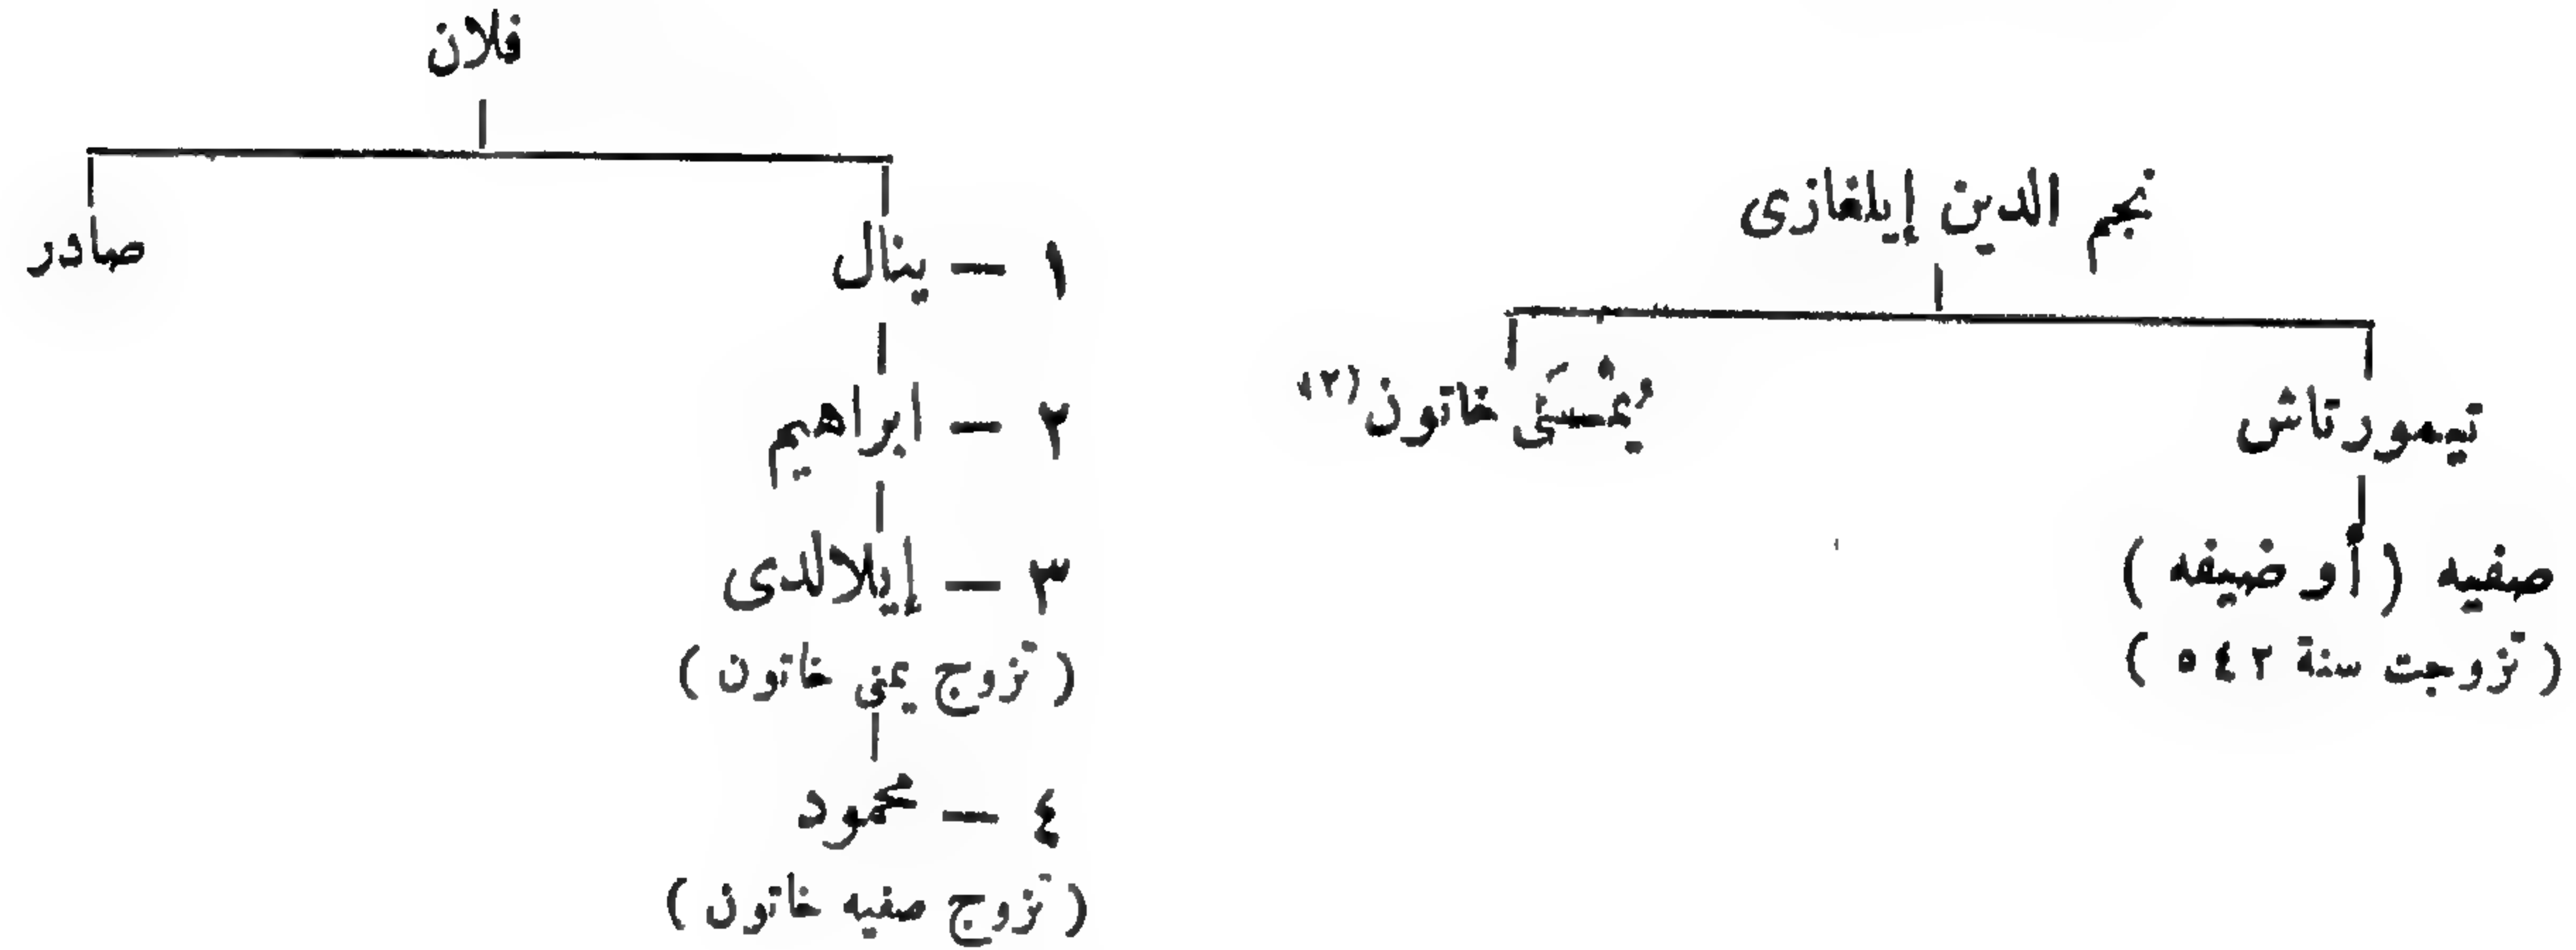 نجم الدين إيلغازى
تيمورتاش
يُمْنَى خاتون (٢)
صفيه ( أو ضيفه )
( تزوجت سنة ٥٤٢ )
فلان
١ – ينال
صادر
٢ – ابراهيم
٣ – إيلالدى
( تزوج يمنى خاتون )
٤ – محمود
( تزوج صفيه خاتون )